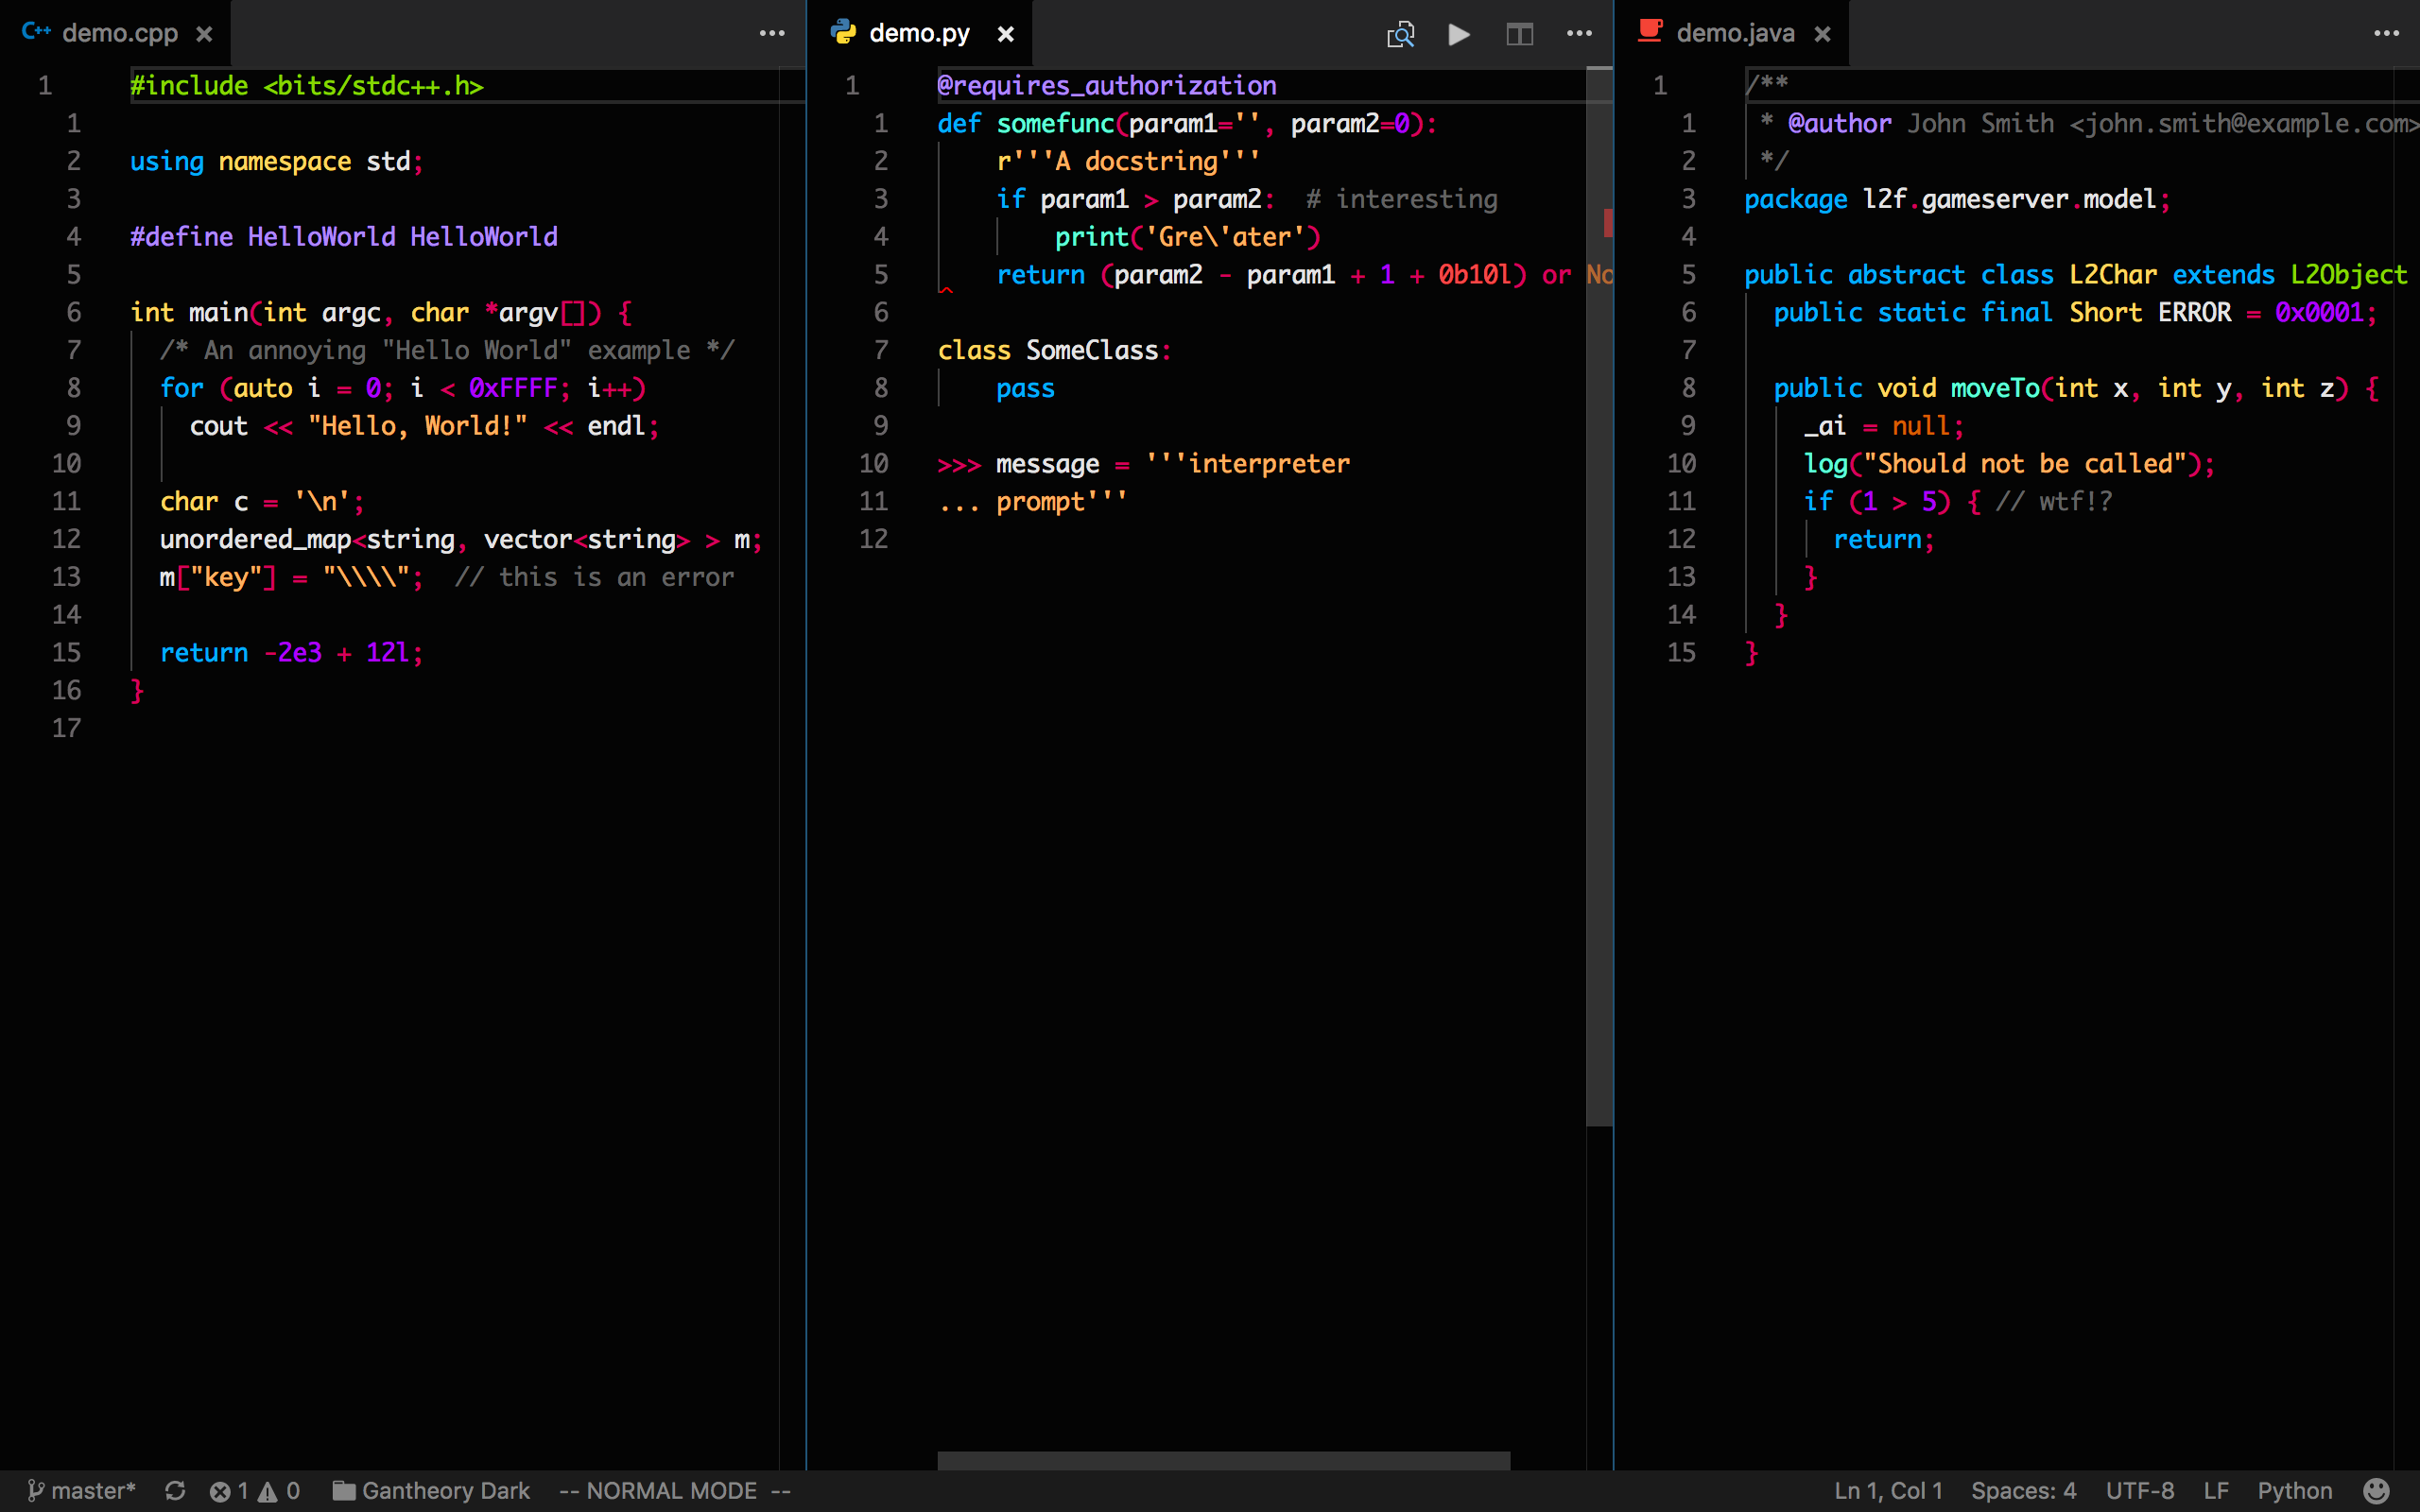 C++ demo.cpp ×
1 #include <bits/stdc++.h>
1
2 using namespace std;
3
4 #define HelloWorld HelloWorld
5
6 int main(int argc, char *argv[]) {
7   /* An annoying "Hello World" example */
8   for (auto i = 0; i < 0xFFFF; i++)
9     cout << "Hello, World!" << endl;
10
11   char c = '\n';
12   unordered_map<string, vector<string> > m;
13   m["key"] = "\\\\";  // this is an error
14
15   return -2e3 + 12l;
16 }
17
demo.py ×
1 @requires_authorization
1 def somefunc(param1='', param2=0):
2     r'''A docstring'''
3     if param1 > param2:  # interesting
4         print('Gre\'ater')
5     return (param2 - param1 + 1 + 0b10l) or No
6
7 class SomeClass:
8     pass
9
10 >>> message = '''interpreter
11 ... prompt'''
12
demo.java ×
1 /**
1  * @author John Smith <john.smith@example.com>
2  */
3 package l2f.gameserver.model;
4
5 public abstract class L2Char extends L2Object
6   public static final Short ERROR = 0x0001;
7
8   public void moveTo(int x, int y, int z) {
9     _ai = null;
10     log("Should not be called");
11     if (1 > 5) { // wtf!?
12       return;
13     }
14   }
15 }
master* 1 0 Gantheory Dark -- NORMAL MODE -- Ln 1, Col 1 Spaces: 4 UTF-8 LF Python